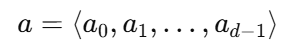 a = ⟨a₀, a₁, . . . , a_{d−1}⟩